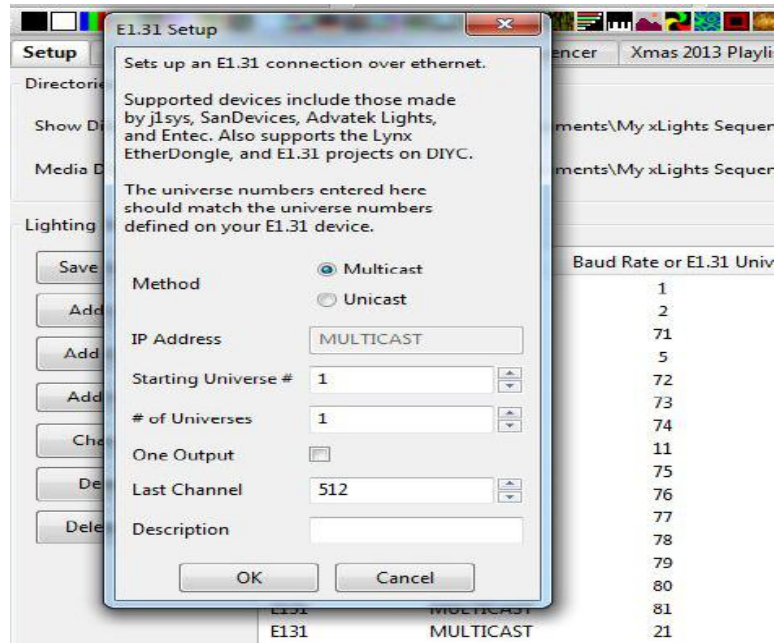 E1.31 Setup
Setup
encer
Xmas 2013 Playli
Sets up an E1.31 connection over ethernet.
Directorie
Supported devices include those made
by j1sys, SanDevices, Advatek Lights,
and Entec. Also supports the Lynx
EtherDongle, and E1.31 projects on DIYC.
Show Di
ments\My xLights Sequen
Media D
ments\My xLights Sequen
The universe numbers entered here
should match the universe numbers
defined on your E1.31 device.
Lighting
Save
Add
Add
Add
Cha
De
Dele
Method
Multicast
Unicast
IP Address
MULTICAST
Starting Universe #
1
# of Universes
1
One Output
Last Channel
512
Description
OK
Cancel
Baud Rate or E1.31 Univ
1
2
71
5
72
73
74
11
75
76
77
78
79
80
E131 MULTICAST 81
E131 MULTICAST 21